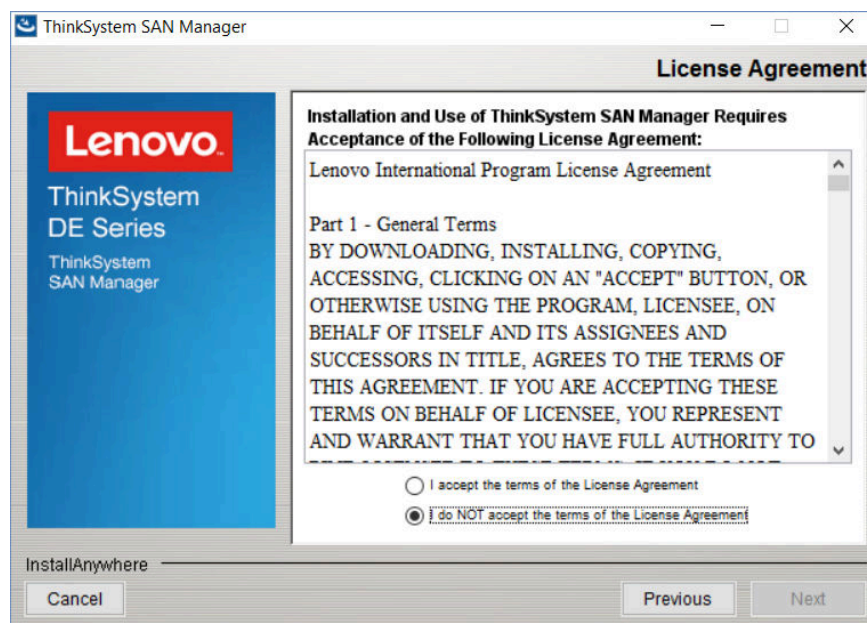 ThinkSystem SAN Manager
License Agreement
Lenovo
ThinkSystem
DE Series
ThinkSystem
SAN Manager
Installation and Use of ThinkSystem SAN Manager Requires
Acceptance of the Following License Agreement:
Lenovo International Program License Agreement
Part 1 - General Terms
BY DOWNLOADING, INSTALLING, COPYING,
ACCESSING, CLICKING ON AN "ACCEPT" BUTTON, OR
OTHERWISE USING THE PROGRAM, LICENSEE, ON
BEHALF OF ITSELF AND ITS ASSIGNEES AND
SUCCESSORS IN TITLE, AGREES TO THE TERMS OF
THIS AGREEMENT. IF YOU ARE ACCEPTING THESE
TERMS ON BEHALF OF LICENSEE, YOU REPRESENT
AND WARRANT THAT YOU HAVE FULL AUTHORITY TO
I accept the terms of the License Agreement
I do NOT accept the terms of the License Agreement
InstallAnywhere
Cancel
Previous
Next